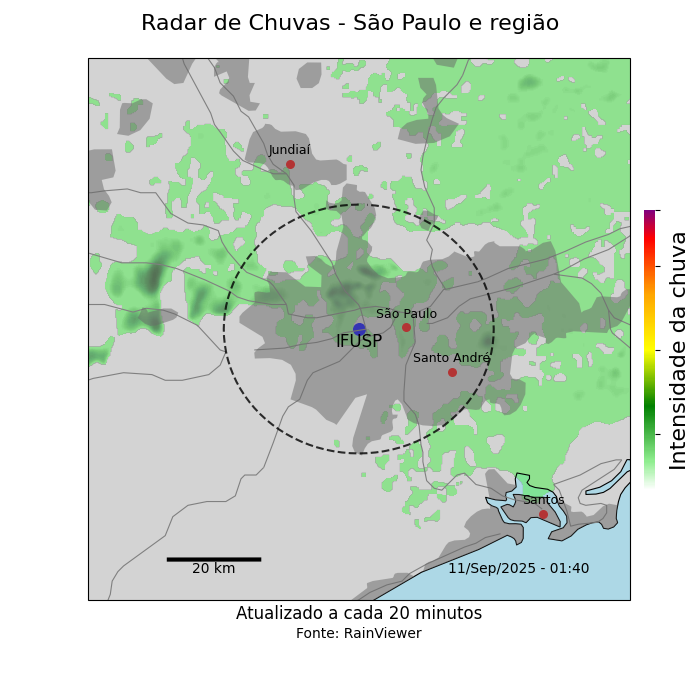 Radar de Chuvas - São Paulo e região
Jundiaí
São Paulo
IFUSP
Santo André
Santos
20 km
11/Sep/2025 - 01:40
Intensidade da chuva
Atualizado a cada 20 minutos
Fonte: RainViewer